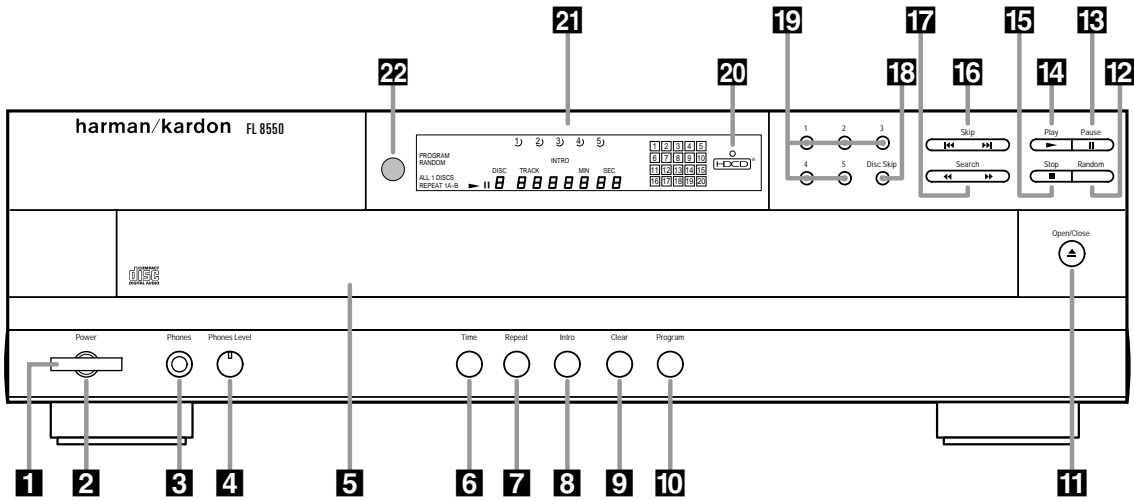 21
19
17
15
13
22
20
18
16
14
12
harman/kardon FL 8550
1 2 3 4 5
PROGRAM
RANDOM
INTRO
ALL 1 DISCS
REPEAT 1A-B
DISC TRACK MIN SEC
1 2 3 4 5
6 7 8 9 10
11 12 13 14 15
16 17 18 19 20
HDCD®
1 2 3
4 5 Disc Skip
Skip
Search
Play Pause
Stop Random
Open/Close
COMPACT
disc
DIGITAL AUDIO
Power Phones Phones Level Time Repeat Intro Clear Program
1 2 3 4 5 6 7 8 9 10 11